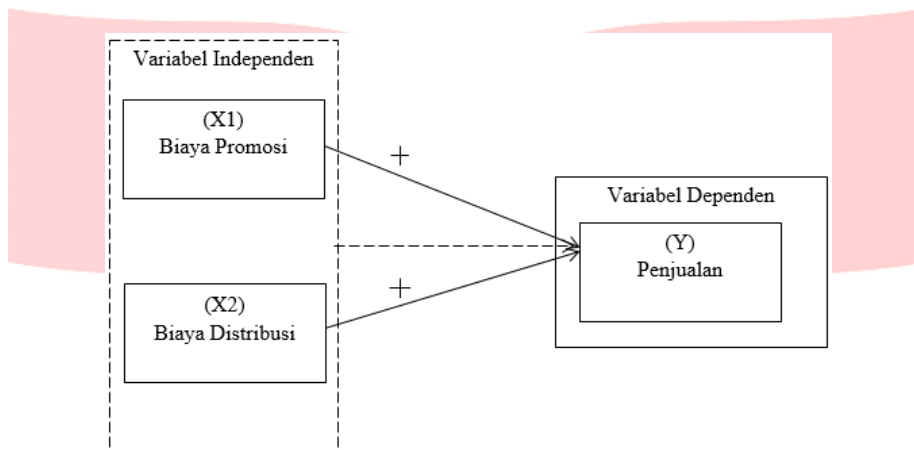 Variabel Independen
(X1)
Biaya Promosi
+
Variabel Dependen
(Y)
Penjualan
+
(X2)
Biaya Distribusi